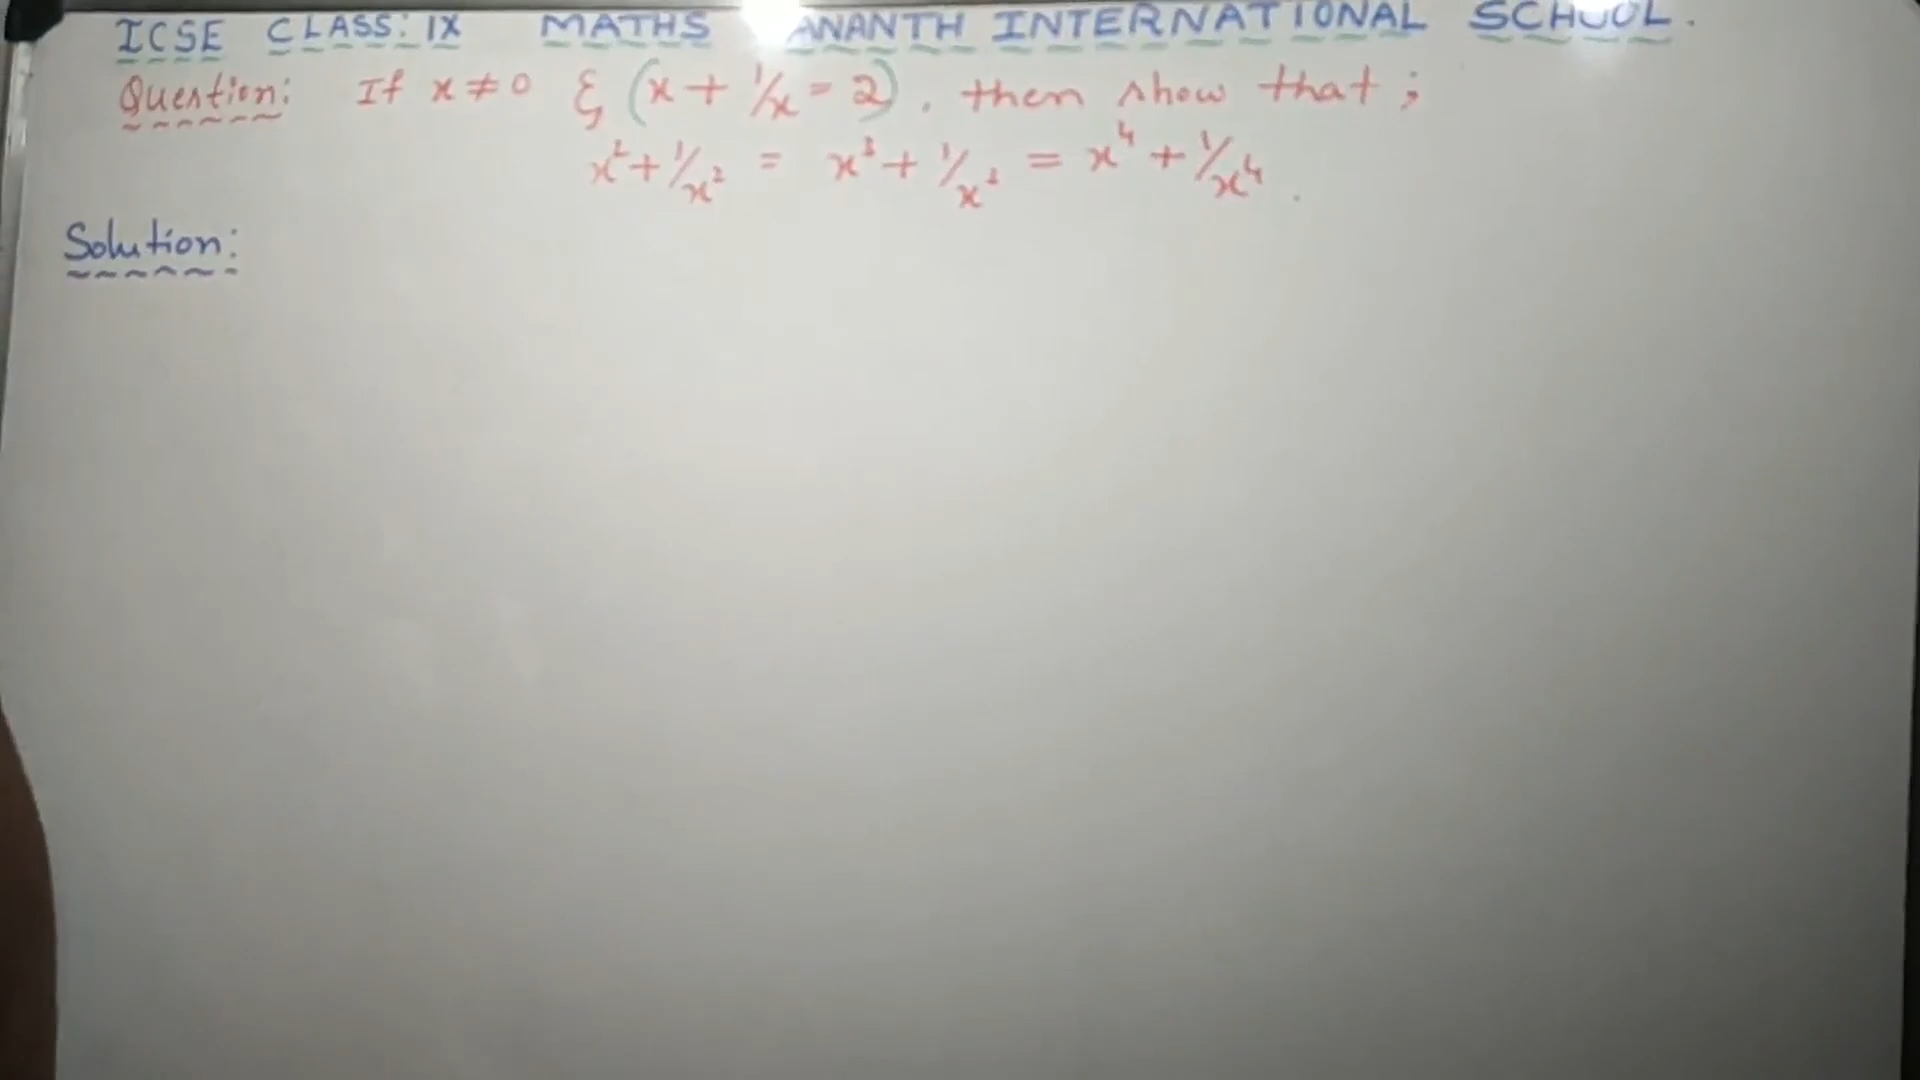 ICSE CLASS: IX MATHS ANANTH INTERNATIONAL SCHOOL.
Question: If x ≠ 0 & (x + 1/x = 2), then show that;
x² + 1/x² = x³ + 1/x³ = x⁴ + 1/x⁴.
Solution: